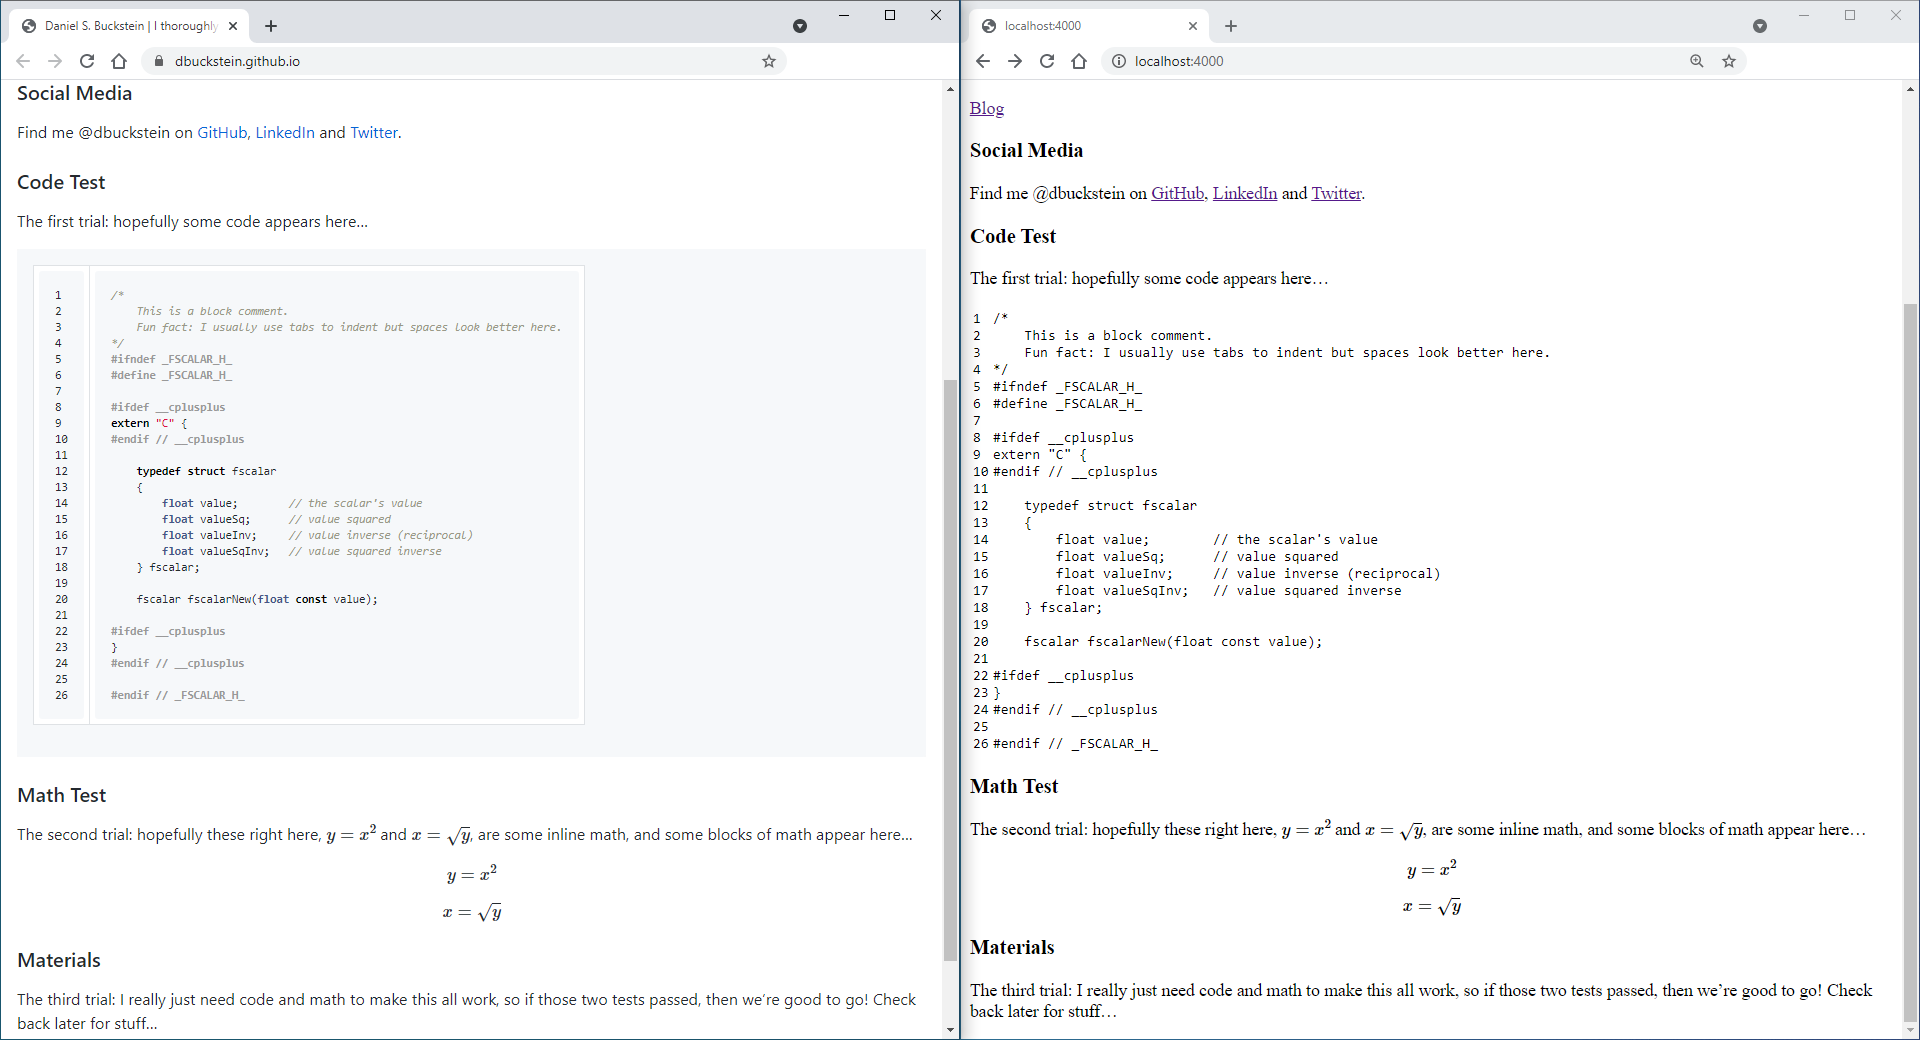 Daniel S. Buckstein | I thoroughly
dbuckstein.github.io
Social Media
Find me @dbuckstein on GitHub, LinkedIn and Twitter.
Code Test
The first trial: hopefully some code appears here...
1 /*
2 This is a block comment.
3 Fun fact: I usually use tabs to indent but spaces look better here.
4 */
5 #ifndef _FSCALAR_H_
6 #define _FSCALAR_H_
7
8 #ifdef __cplusplus
9 extern "C" {
10 #endif // __cplusplus
11
12 typedef struct fscalar
13 {
14 float value; // the scalar's value
15 float valueSq; // value squared
16 float valueInv; // value inverse (reciprocal)
17 float valueSqInv; // value squared inverse
18 } fscalar;
19
20 fscalar fscalarNew(float const value);
21
22 #ifdef __cplusplus
23 }
24 #endif // __cplusplus
25
26 #endif // _FSCALAR_H_
Math Test
The second trial: hopefully these right here, y = x² and x = √y, are some inline math, and some blocks of math appear here...
y = x²
x = √y
Materials
The third trial: I really just need code and math to make this all work, so if those two tests passed, then we're good to go! Check
back later for stuff...
localhost:4000
localhost:4000
Blog
Social Media
Find me @dbuckstein on GitHub, LinkedIn and Twitter.
Code Test
The first trial: hopefully some code appears here…
1 /*
2 This is a block comment.
3 Fun fact: I usually use tabs to indent but spaces look better here.
4 */
5 #ifndef _FSCALAR_H_
6 #define _FSCALAR_H_
7
8 #ifdef __cplusplus
9 extern "C" {
10 #endif // __cplusplus
11
12 typedef struct fscalar
13 {
14 float value; // the scalar's value
15 float valueSq; // value squared
16 float valueInv; // value inverse (reciprocal)
17 float valueSqInv; // value squared inverse
18 } fscalar;
19
20 fscalar fscalarNew(float const value);
21
22 #ifdef __cplusplus
23 }
24 #endif // __cplusplus
25
26 #endif // _FSCALAR_H_
Math Test
The second trial: hopefully these right here, y = x² and x = √y, are some inline math, and some blocks of math appear here…
y = x²
x = √y
Materials
The third trial: I really just need code and math to make this all work, so if those two tests passed, then we're good to go! Check
back later for stuff…